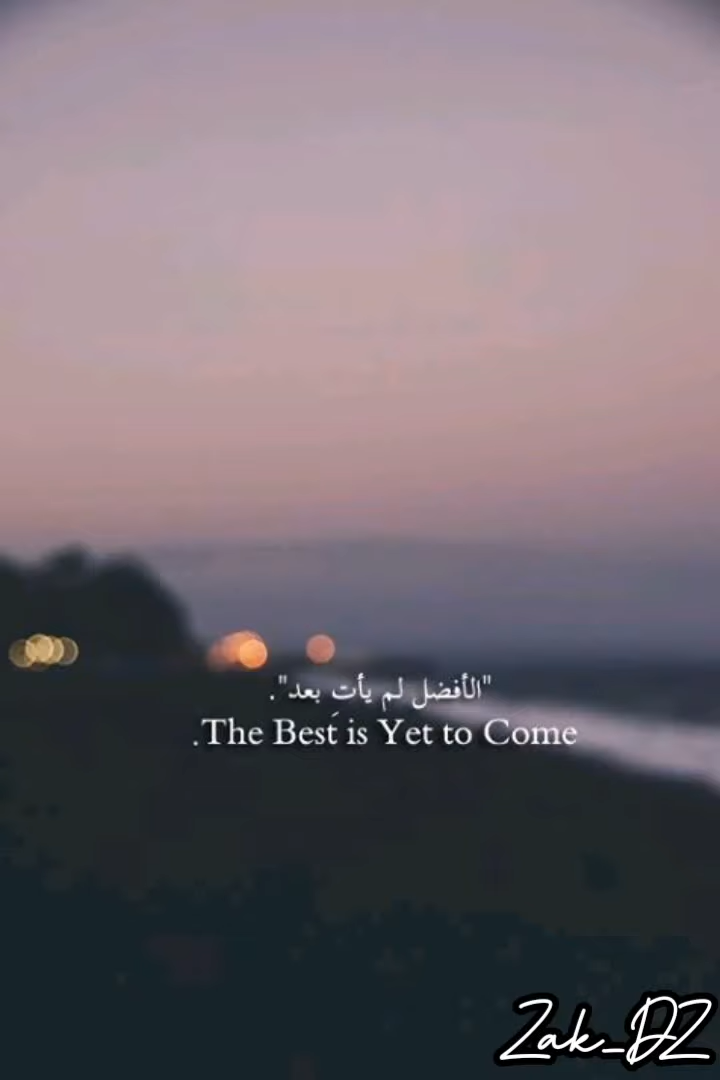 "الأفضل لم يأتِ بعد".
.The Best is Yet to Come
Zak_DZ